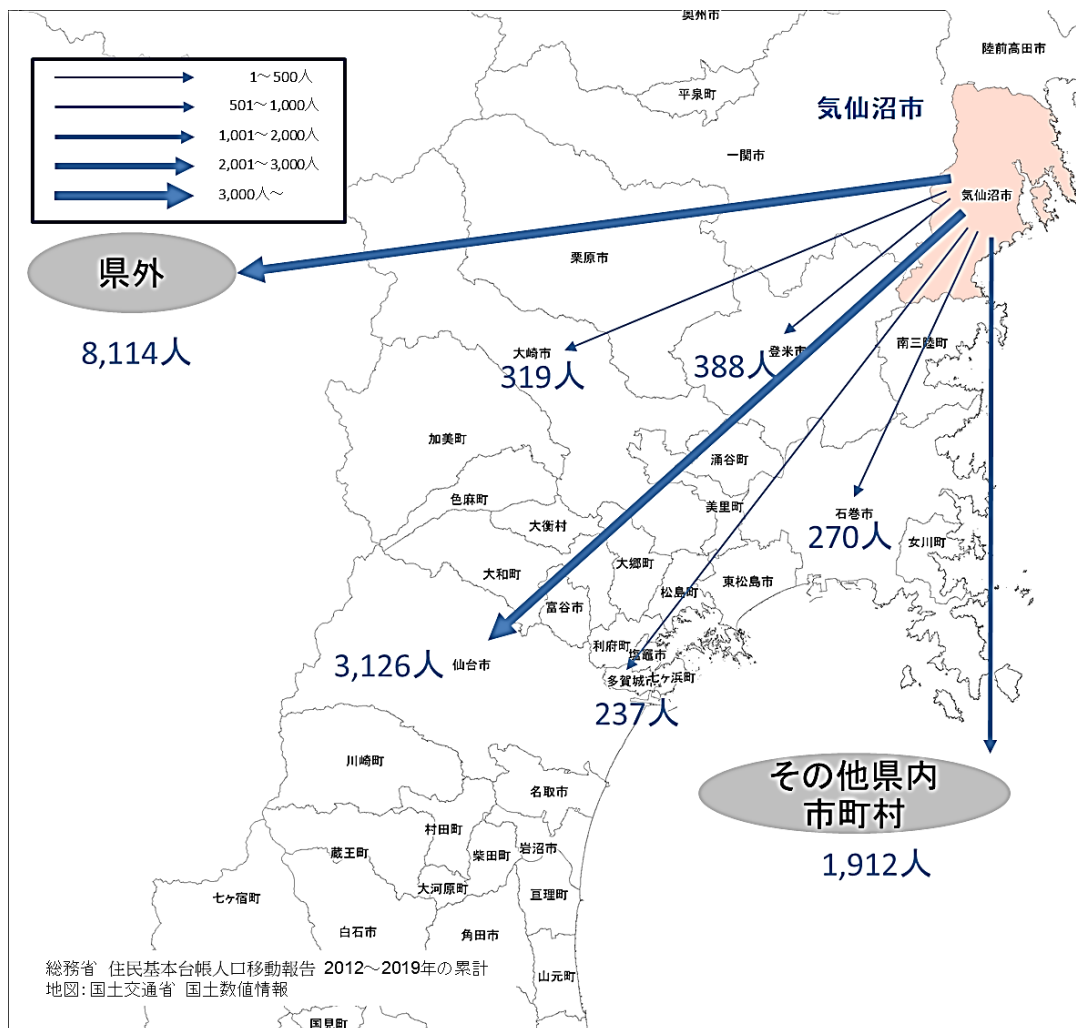 奥州市
陸前高田市
1～500人
501～1,000人
1,001～2,000人
2,001～3,000人
3,000人～
平泉町
気仙沼市
一関市
気仙沼市
県外
栗原市
8,114人
大崎市
319人
登米市
388人
南三陸町
加美町
涌谷町
色麻町
美里町
石巻市
270人
大衡村
女川町
大郷町
大和町
東松島市
松島町
富谷市
利府町
塩竈市
3,126人
仙台市
多賀城市
七ヶ浜町
237人
川崎町
その他県内
市町村
名取市
村田町
岩沼市
蔵王町
柴田町
1,912人
大河原町
七ヶ宿町
亘理町
白石市
角田市
総務省 住民基本台帳人口移動報告 2012～2019年の累計
地図：国土交通省 国土数値情報
山元町
国見町